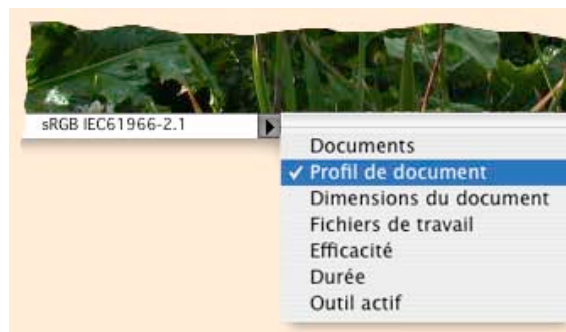 sRGB IEC61966-2.1
Documents
✓ Profil de document
Dimensions du document
Fichiers de travail
Efficacité
Durée
Outil actif